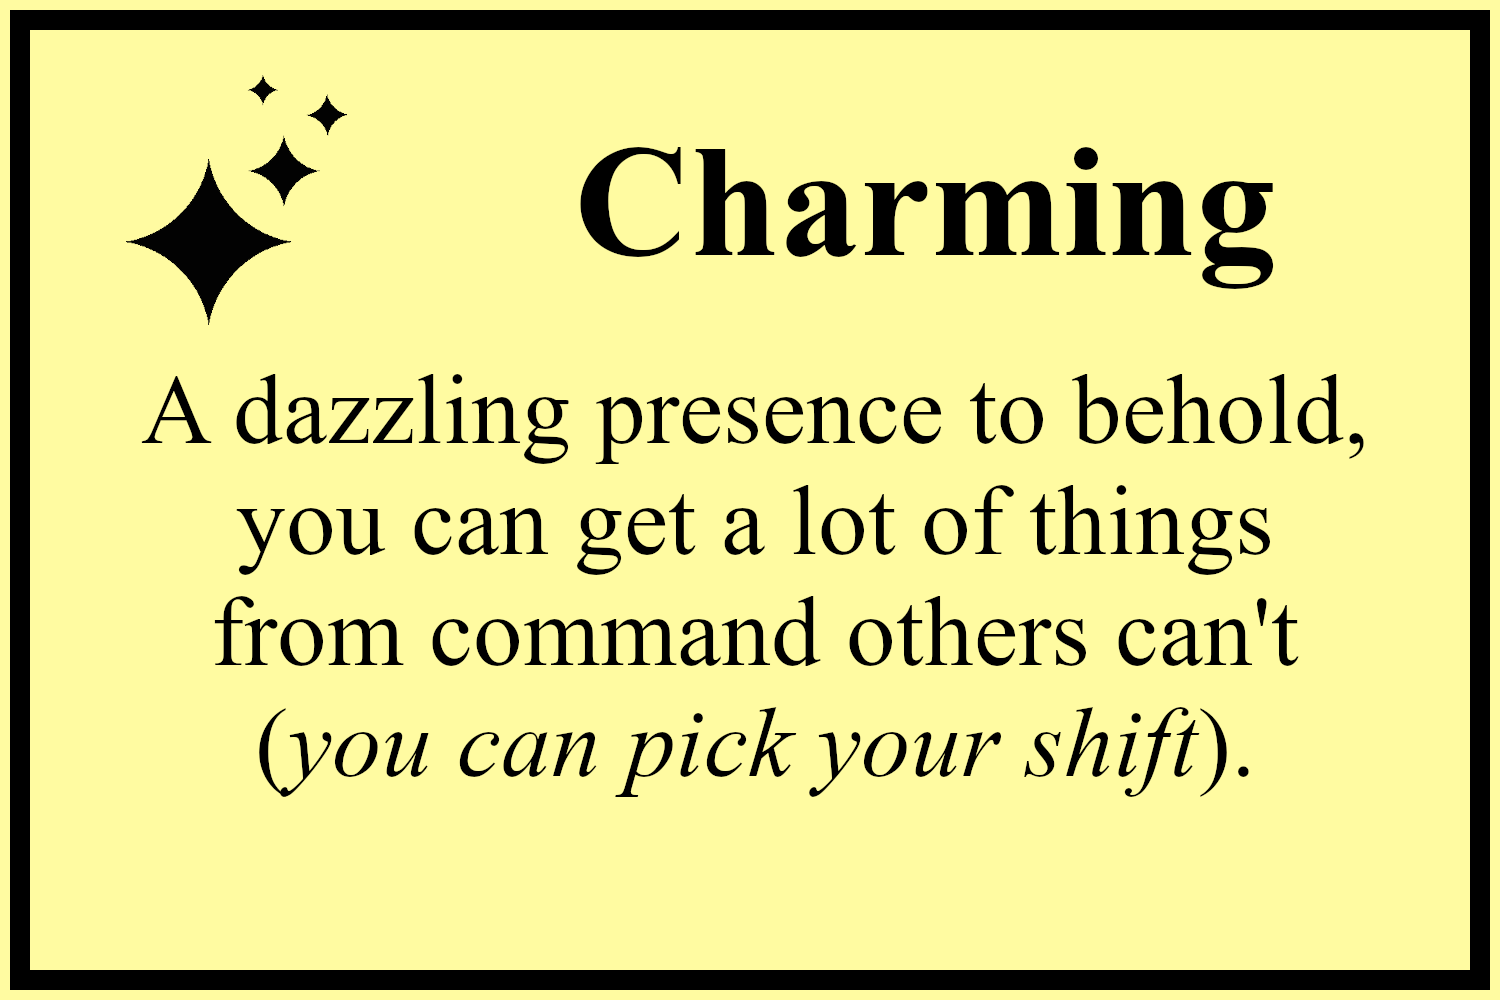 Charming
A dazzling presence to behold,
you can get a lot of things
from command others can't
(you can pick your shift).